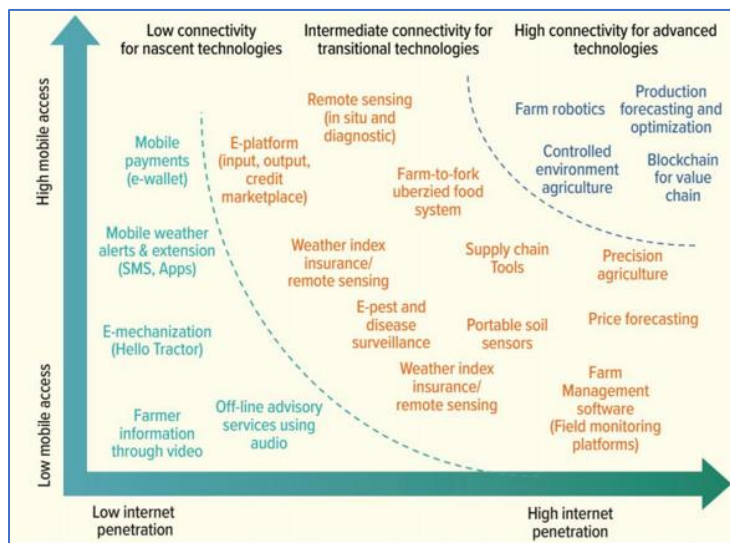 Low connectivity
for nascent technologies
Intermediate connectivity for
transitional technologies
High connectivity for advanced
technologies
High mobile access
Low mobile access
Mobile
payments
(e-wallet)
Mobile weather
alerts & extension
(SMS, Apps)
E-mechanization
(Hello Tractor)
Farmer
information
through video
Off-line advisory
services using
audio
E-platform
(input, output,
credit
marketplace)
Remote sensing
(in situ and
diagnostic)
Farm-to-fork
uberzied food
system
Weather index
insurance/
remote sensing
Supply chain
Tools
Precision
agriculture
E-pest and
disease
surveillance
Portable soil
sensors
Price forecasting
Weather index
insurance/
remote sensing
Farm
Management
software
(Field monitoring
platforms)
Farm robotics
Production
forecasting and
optimization
Controlled
environment
agriculture
Blockchain
for value
chain
Low internet
penetration
High internet
penetration